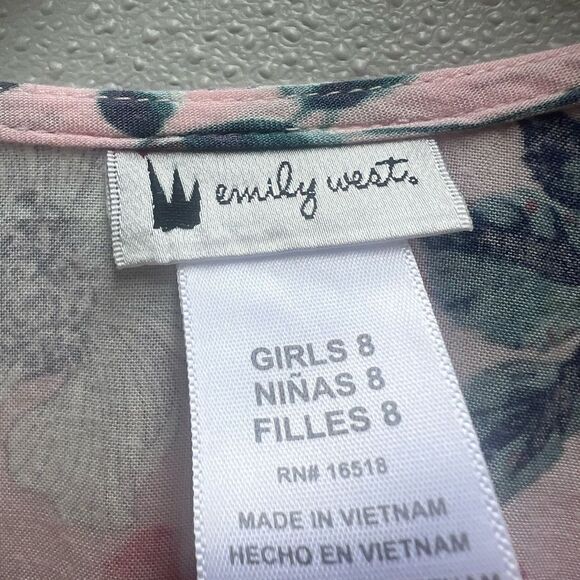 emily west.
GIRLS 8
NIÑAS 8
FILLES 8
RN# 16518
MADE IN VIETNAM
HECHO EN VIETNAM